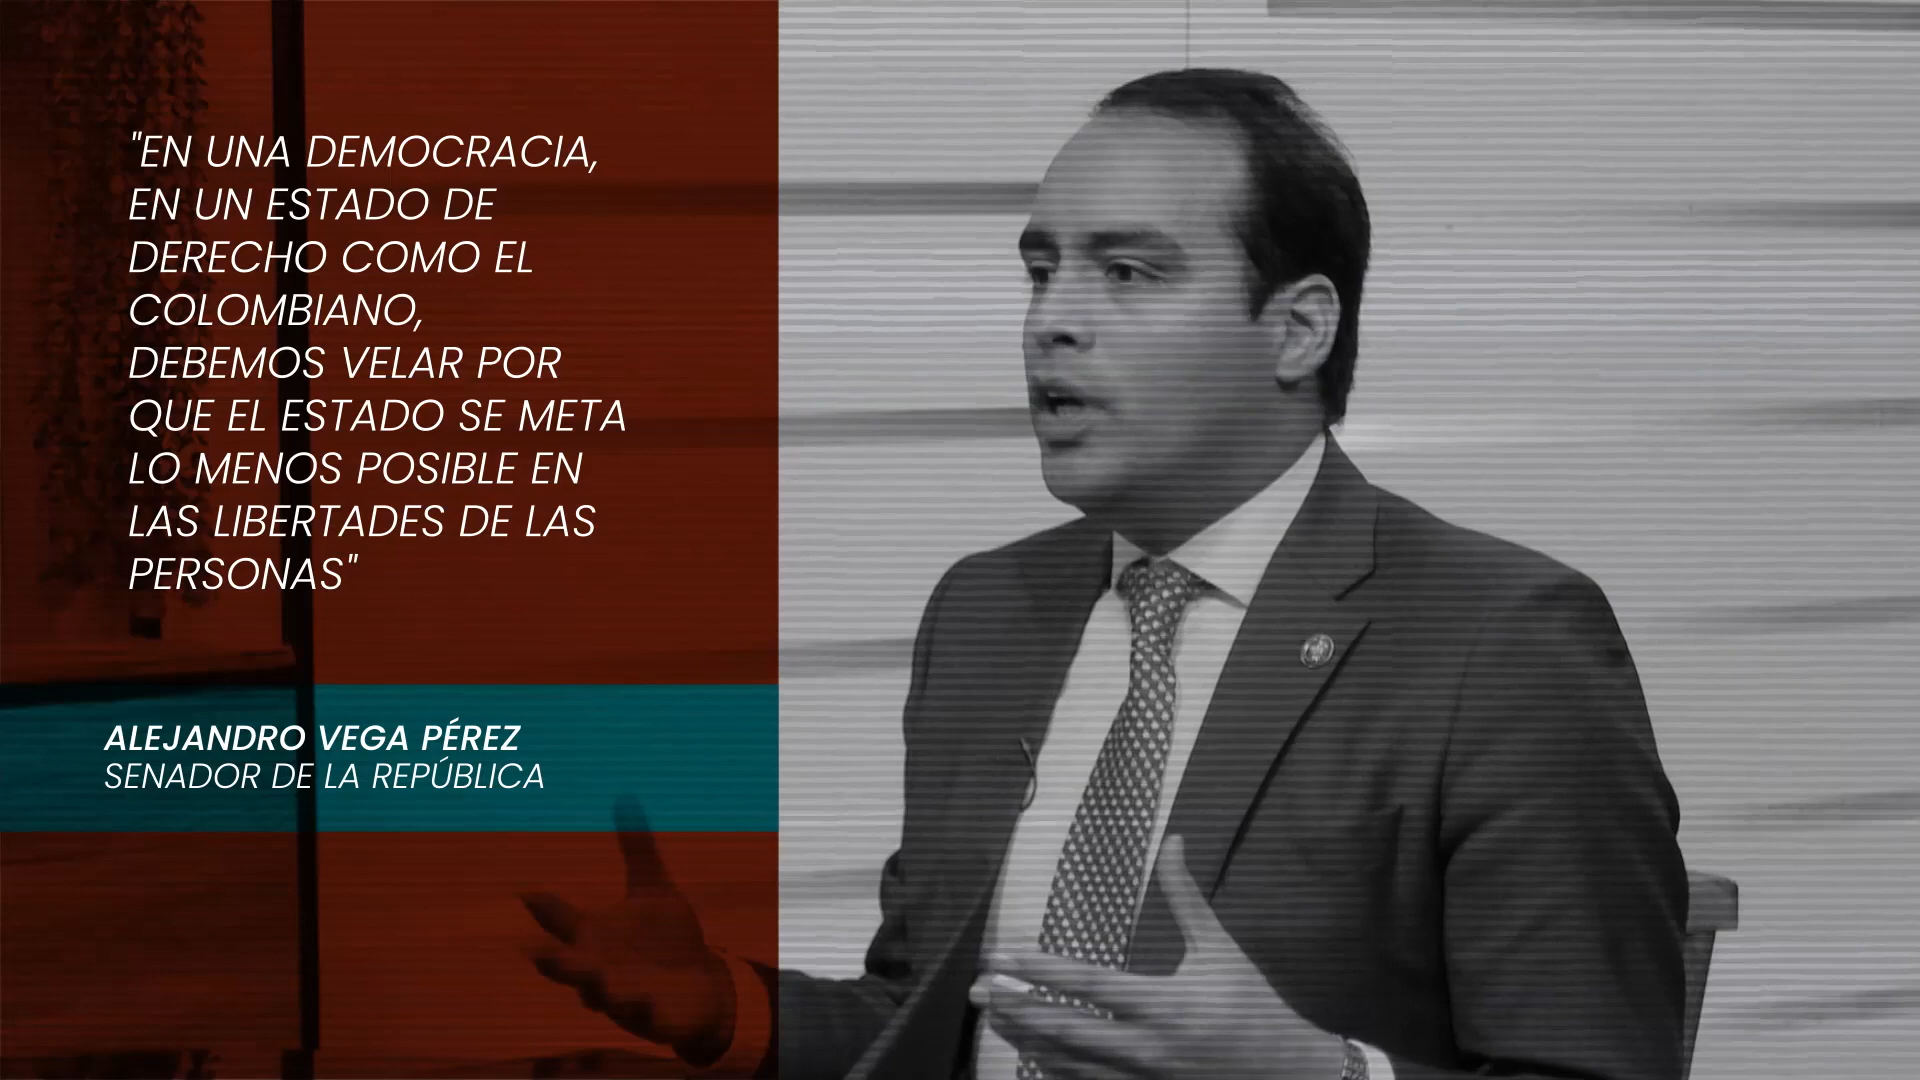 "EN UNA DEMOCRACIA,
EN UN ESTADO DE
DERECHO COMO EL
COLOMBIANO,
DEBEMOS VELAR POR
QUE EL ESTADO SE META
LO MENOS POSIBLE EN
LAS LIBERTADES DE LAS
PERSONAS"
ALEJANDRO VEGA PÉREZ
SENADOR DE LA REPÚBLICA